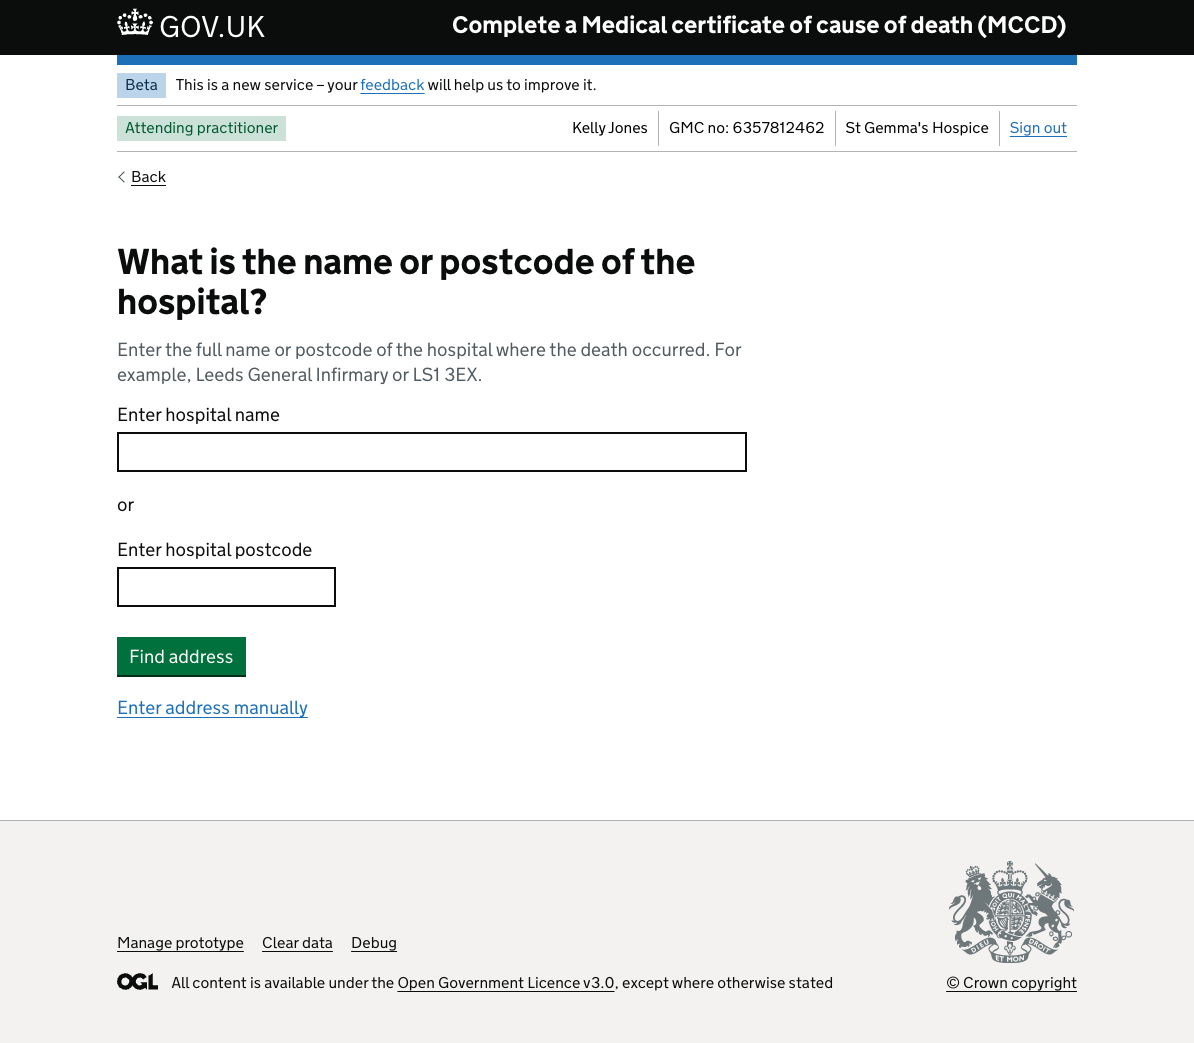 GOV.UK
Complete a Medical certificate of cause of death (MCCD)
Beta This is a new service – your feedback will help us to improve it.
Attending practitioner
Kelly Jones GMC no: 6357812462 St Gemma's Hospice Sign out
Back
What is the name or postcode of the
hospital?
Enter the full name or postcode of the hospital where the death occurred. For
example, Leeds General Infirmary or LS1 3EX.
Enter hospital name
or
Enter hospital postcode
Find address
Enter address manually
Manage prototype Clear data Debug
OGL All content is available under the Open Government Licence v3.0, except where otherwise stated
DIEU ET MON DROIT
© Crown copyright